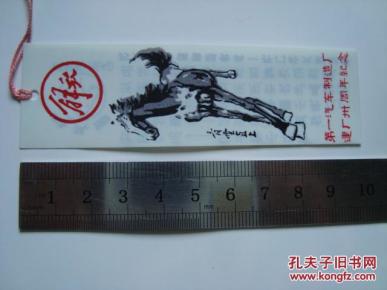 解放
第一汽车制造厂
建厂卅周年纪念
1 2 3 4 5 6 7 8 9 10
mm
孔夫子旧书网
www.kongfz.com